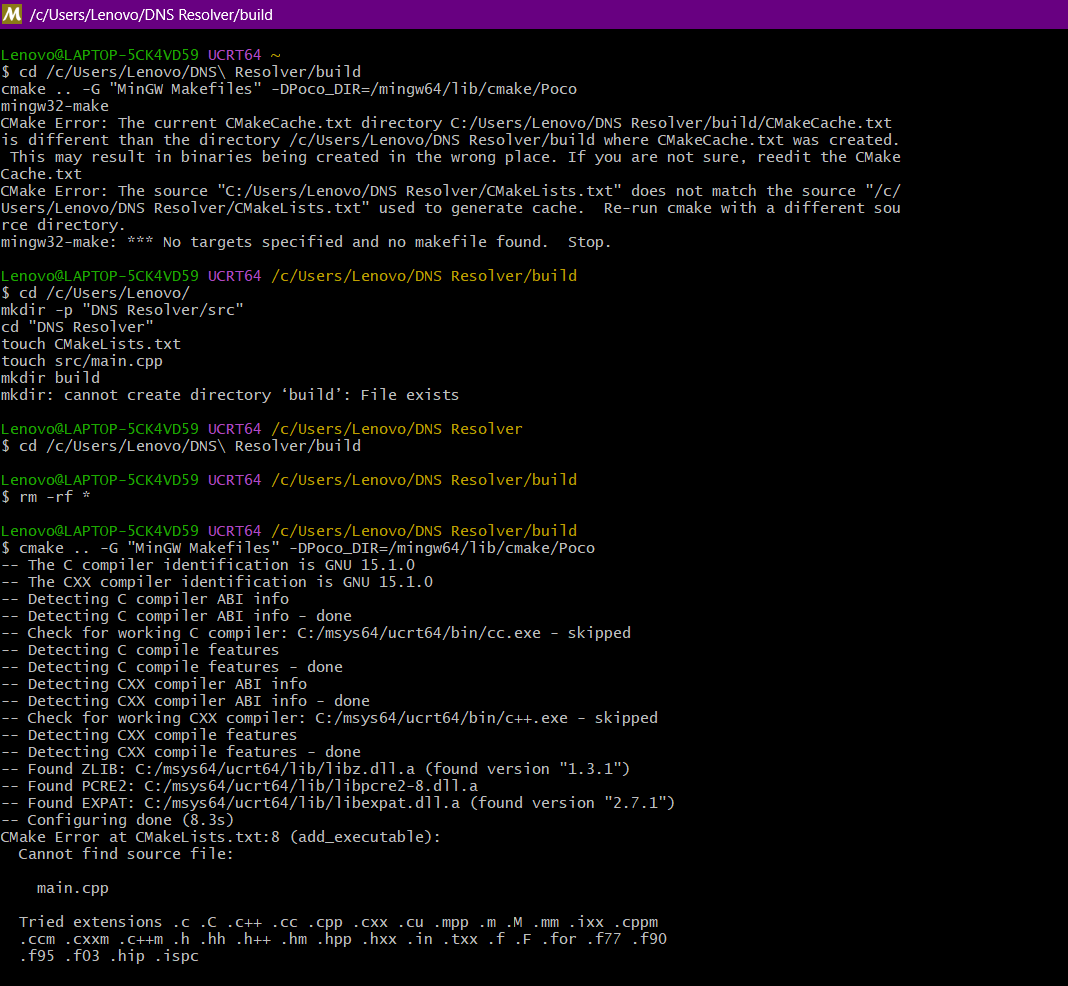 M /c/Users/Lenovo/DNS Resolver/build
Lenovo@LAPTOP-5CK4VD59 UCRT64 ~
$ cd /c/Users/Lenovo/DNS\ Resolver/build
cmake .. -G "MinGW Makefiles" -DPoco_DIR=/mingw64/lib/cmake/Poco
mingw32-make
CMake Error: The current CMakeCache.txt directory C:/Users/Lenovo/DNS Resolver/build/CMakeCache.txt
is different than the directory /c/Users/Lenovo/DNS Resolver/build where CMakeCache.txt was created.
 This may result in binaries being created in the wrong place. If you are not sure, reedit the CMake
Cache.txt
CMake Error: The source "C:/Users/Lenovo/DNS Resolver/CMakeLists.txt" does not match the source "/c/
Users/Lenovo/DNS Resolver/CMakeLists.txt" used to generate cache.  Re-run cmake with a different sou
rce directory.
mingw32-make: *** No targets specified and no makefile found.  Stop.
Lenovo@LAPTOP-5CK4VD59 UCRT64 /c/Users/Lenovo/DNS Resolver/build
$ cd /c/Users/Lenovo/
mkdir -p "DNS Resolver/src"
cd "DNS Resolver"
touch CMakeLists.txt
touch src/main.cpp
mkdir build
mkdir: cannot create directory ‘build’: File exists
Lenovo@LAPTOP-5CK4VD59 UCRT64 /c/Users/Lenovo/DNS Resolver
$ cd /c/Users/Lenovo/DNS\ Resolver/build
Lenovo@LAPTOP-5CK4VD59 UCRT64 /c/Users/Lenovo/DNS Resolver/build
$ rm -rf *
Lenovo@LAPTOP-5CK4VD59 UCRT64 /c/Users/Lenovo/DNS Resolver/build
$ cmake .. -G "MinGW Makefiles" -DPoco_DIR=/mingw64/lib/cmake/Poco
-- The C compiler identification is GNU 15.1.0
-- The CXX compiler identification is GNU 15.1.0
-- Detecting C compiler ABI info
-- Detecting C compiler ABI info - done
-- Check for working C compiler: C:/msys64/ucrt64/bin/cc.exe - skipped
-- Detecting C compile features
-- Detecting C compile features - done
-- Detecting CXX compiler ABI info
-- Detecting CXX compiler ABI info - done
-- Check for working CXX compiler: C:/msys64/ucrt64/bin/c++.exe - skipped
-- Detecting CXX compile features
-- Detecting CXX compile features - done
-- Found ZLIB: C:/msys64/ucrt64/lib/libz.dll.a (found version "1.3.1")
-- Found PCRE2: C:/msys64/ucrt64/lib/libpcre2-8.dll.a
-- Found EXPAT: C:/msys64/ucrt64/lib/libexpat.dll.a (found version "2.7.1")
-- Configuring done (8.3s)
CMake Error at CMakeLists.txt:8 (add_executable):
  Cannot find source file:
    main.cpp
  Tried extensions .c .C .c++ .cc .cpp .cxx .cu .mpp .m .M .mm .ixx .cppm
  .ccm .cxxm .c++m .h .hh .h++ .hm .hpp .hxx .in .txx .f .F .for .f77 .f90
  .f95 .f03 .hip .ispc